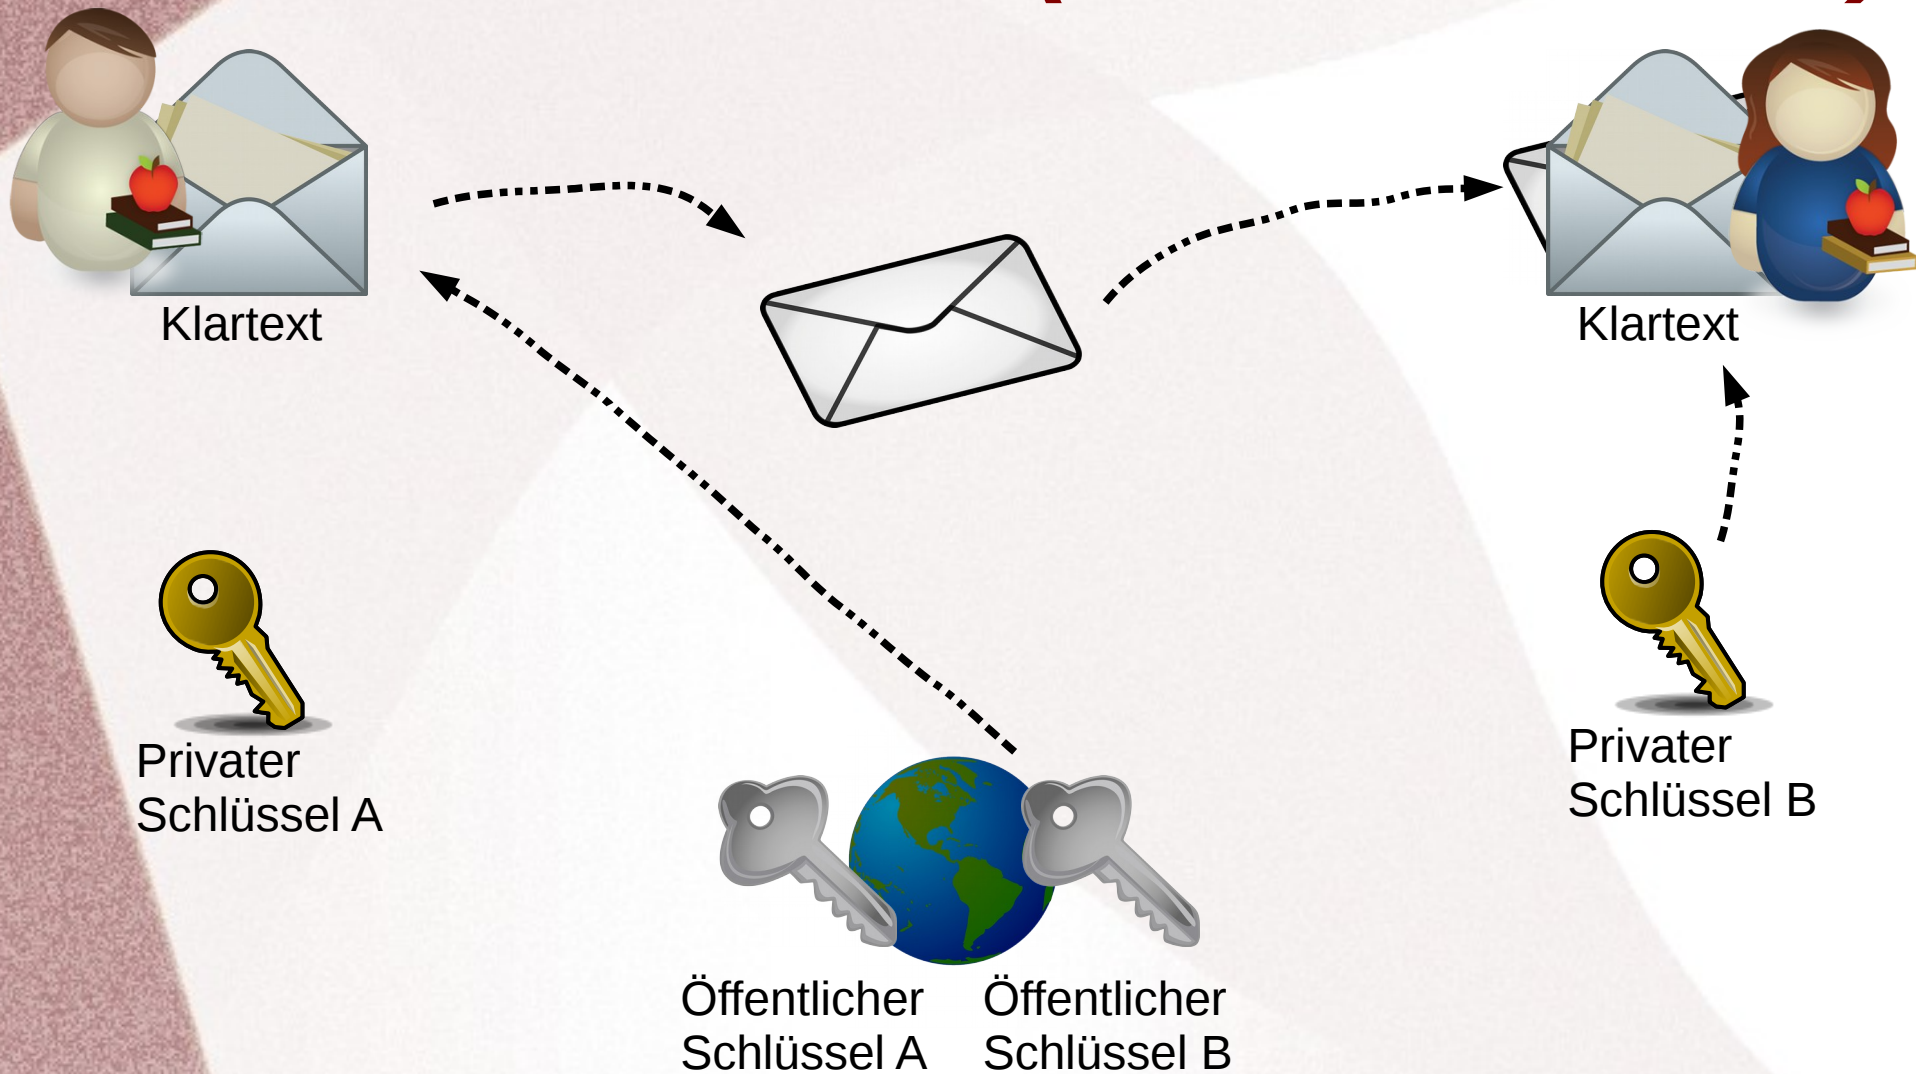 Klartext
Klartext
Privater
Schlüssel A
Privater
Schlüssel B
Öffentlicher
Schlüssel A
Öffentlicher
Schlüssel B